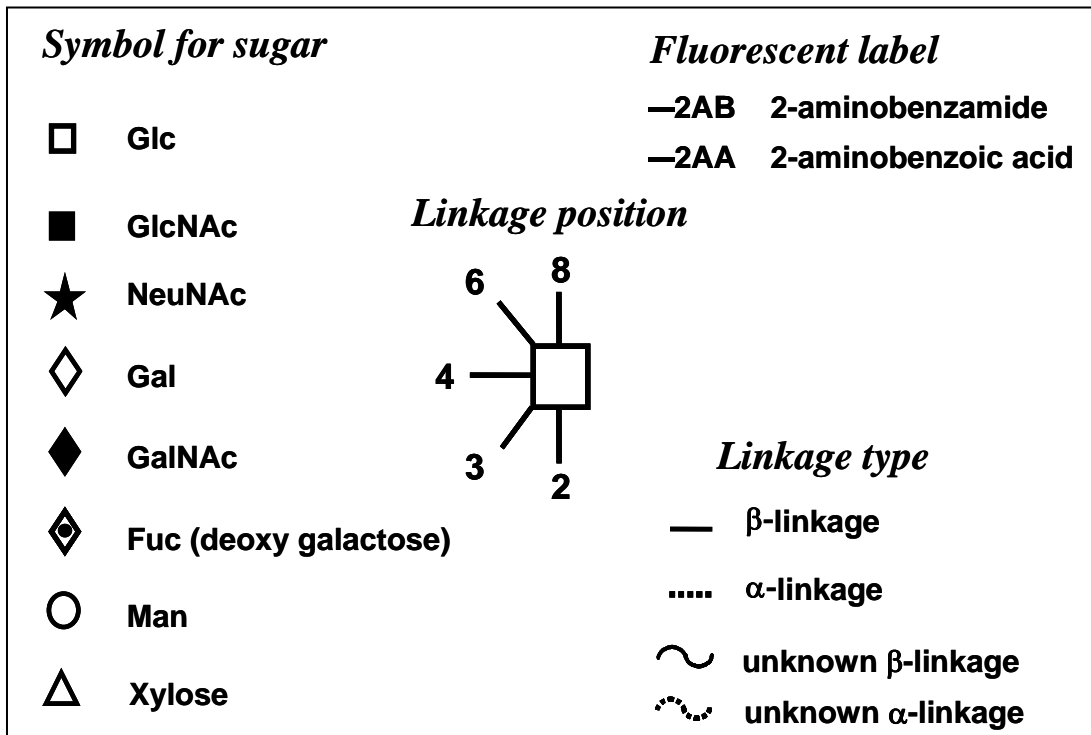 Symbol for sugar
Glc
GlcNAc
NeuNAc
Gal
GalNAc
Fuc (deoxy galactose)
Man
Xylose
Fluorescent label
—2AB 2-aminobenzamide
—2AA 2-aminobenzoic acid
Linkage position
8
6
4
3
2
Linkage type
β-linkage
α-linkage
unknown β-linkage
unknown α-linkage